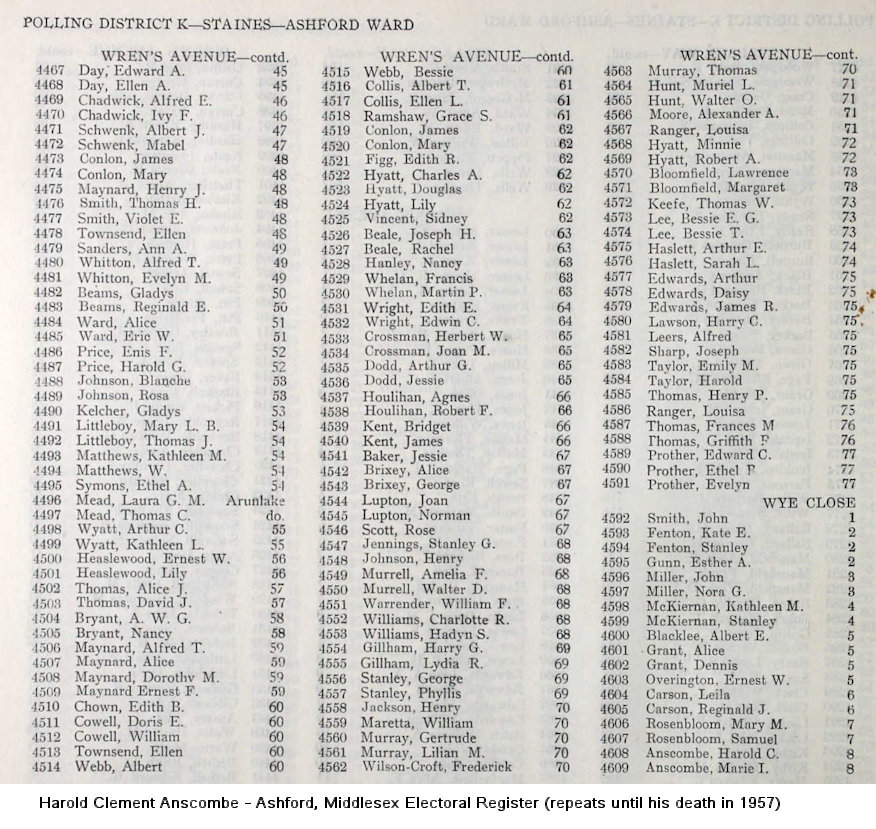 POLLING DISTRICT K—STAINES—ASHFORD WARD
WREN'S AVENUE—contd.
4467 Day, Edward A. 45
4468 Day, Ellen A. 45
4469 Chadwick, Alfred E. 46
4470 Chadwick, Ivy F. 46
4471 Schwenk, Albert J. 47
4472 Schwenk, Mabel 47
4473 Conlon, James 48
4474 Conlon, Mary 48
4475 Maynard, Henry J. 48
4476 Smith, Thomas H. 48
4477 Smith, Violet E. 48
4478 Townsend, Ellen 48
4479 Sanders, Ann A. 49
4480 Whitton, Alfred T. 49
4481 Whitton, Evelyn M. 49
4482 Beams, Gladys 50
4483 Beams, Reginald E. 50
4484 Ward, Alice 51
4485 Ward, Eric W. 51
4486 Price, Enis F. 52
4487 Price, Harold G. 52
4488 Johnson, Blanche 53
4489 Johnson, Rosa 53
4490 Kelcher, Gladys 53
4491 Littleboy, Mary L. B. 54
4492 Littleboy, Thomas J. 54
4493 Matthews, Kathleen M. 54
4494 Matthews, W. 54
4495 Symons, Ethel A. 54
4496 Mead, Laura G. M. Arunlake
4497 Mead, Thomas C. do.
4498 Wyatt, Arthur C. 55
4499 Wyatt, Kathleen L. 55
4500 Heaslewood, Ernest W. 56
4501 Heaslewood, Lily 56
4502 Thomas, Alice J. 57
4503 Thomas, David J. 57
4504 Bryant, A. W. G. 58
4505 Bryant, Nancy 58
4506 Maynard, Alfred T. 59
4507 Maynard, Alice 59
4508 Maynard, Dorothy M. 59
4509 Maynard Ernest F. 59
4510 Chown, Edith B. 60
4511 Cowell, Doris E. 60
4512 Cowell, William 60
4513 Townsend, Ellen 60
4514 Webb, Albert 60
WREN'S AVENUE—contd.
4515 Webb, Bessie 60
4516 Collis, Albert T. 61
4517 Collis, Ellen L. 61
4518 Ramshaw, Grace S. 61
4519 Conlon, James 62
4520 Conlon, Mary 62
4521 Figg, Edith R. 62
4522 Hyatt, Charles A. 62
4523 Hyatt, Douglas 62
4524 Hyatt, Lily 62
4525 Vincent, Sidney 62
4526 Beale, Joseph H. 63
4527 Beale, Rachel 63
4528 Hanley, Nancy 63
4529 Whelan, Francis 63
4530 Whelan, Martin P. 63
4531 Wright, Edith E. 64
4532 Wright, Edwin C. 64
4533 Crossman, Herbert W. 65
4534 Crossman, Joan M. 65
4535 Dodd, Arthur G. 65
4536 Dodd, Jessie 65
4537 Houlihan, Agnes 66
4538 Houlihan, Robert F. 66
4539 Kent, Bridget 66
4540 Kent, James 66
4541 Baker, Jessie 67
4542 Brixey, Alice 67
4543 Brixey, George 67
4544 Lupton, Joan 67
4545 Lupton, Norman 67
4546 Scott, Rose 67
4547 Jennings, Stanley G. 68
4548 Johnson, Henry 68
4549 Murrell, Amelia F. 68
4550 Murrell, Walter D. 68
4551 Warrender, William F. 68
4552 Williams, Charlotte R. 68
4553 Williams, Hadyn S. 68
4554 Gillham, Harry G. 69
4555 Gillham, Lydia R. 69
4556 Stanley, George 69
4557 Stanley, Phyllis 69
4558 Jackson, Henry 70
4559 Maretta, William 70
4560 Murray, Gertrude 70
4561 Murray, Lilian M. 70
4562 Wilson-Croft, Frederick 70
WREN'S AVENUE—cont.
4563 Murray, Thomas 70
4564 Hunt, Muriel L. 71
4565 Hunt, Walter O. 71
4566 Moore, Alexander A. 71
4567 Ranger, Louisa 71
4568 Hyatt, Minnie 72
4569 Hyatt, Robert A. 72
4570 Bloomfield, Lawrence 73
4571 Bloomfield, Margaret 73
4572 Keefe, Thomas W. 73
4573 Lee, Bessie E. G. 73
4574 Lee, Bessie T. 73
4575 Haslett, Arthur E. 74
4576 Haslett, Sarah L. 74
4577 Edwards, Arthur 75
4578 Edwards, Daisy 75
4579 Edwards, James R. 75
4580 Lawson, Harry C. 75
4581 Leers, Alfred 75
4582 Sharp, Joseph 75
4583 Taylor, Emily M. 75
4584 Taylor, Harold 75
4585 Thomas, Henry P. 75
4586 Ranger, Louisa 75
4587 Thomas, Frances M 76
4588 Thomas, Griffith 76
4589 Prother, Edward C. 77
4590 Prother, Ethel 77
4591 Prother, Evelyn 77
WYE CLOSE
4592 Smith, John 1
4593 Fenton, Kate E. 2
4594 Fenton, Stanley 2
4595 Gunn, Esther A. 2
4596 Miller, John 3
4597 Miller, Nora G. 3
4598 McKiernan, Kathleen M. 4
4599 McKiernan, Stanley 4
4600 Blacklee, Albert E. 5
4601 Grant, Alice 5
4602 Grant, Dennis 5
4603 Overington, Ernest W. 5
4604 Carson, Leila 6
4605 Carson, Reginald J. 6
4606 Rosenbloom, Mary M. 7
4607 Rosenbloom, Samuel 7
4608 Anscombe, Harold C. 8
4609 Anscombe, Marie I. 8
Harold Clement Anscombe - Ashford, Middlesex Electoral Register (repeats until his death in 1957)